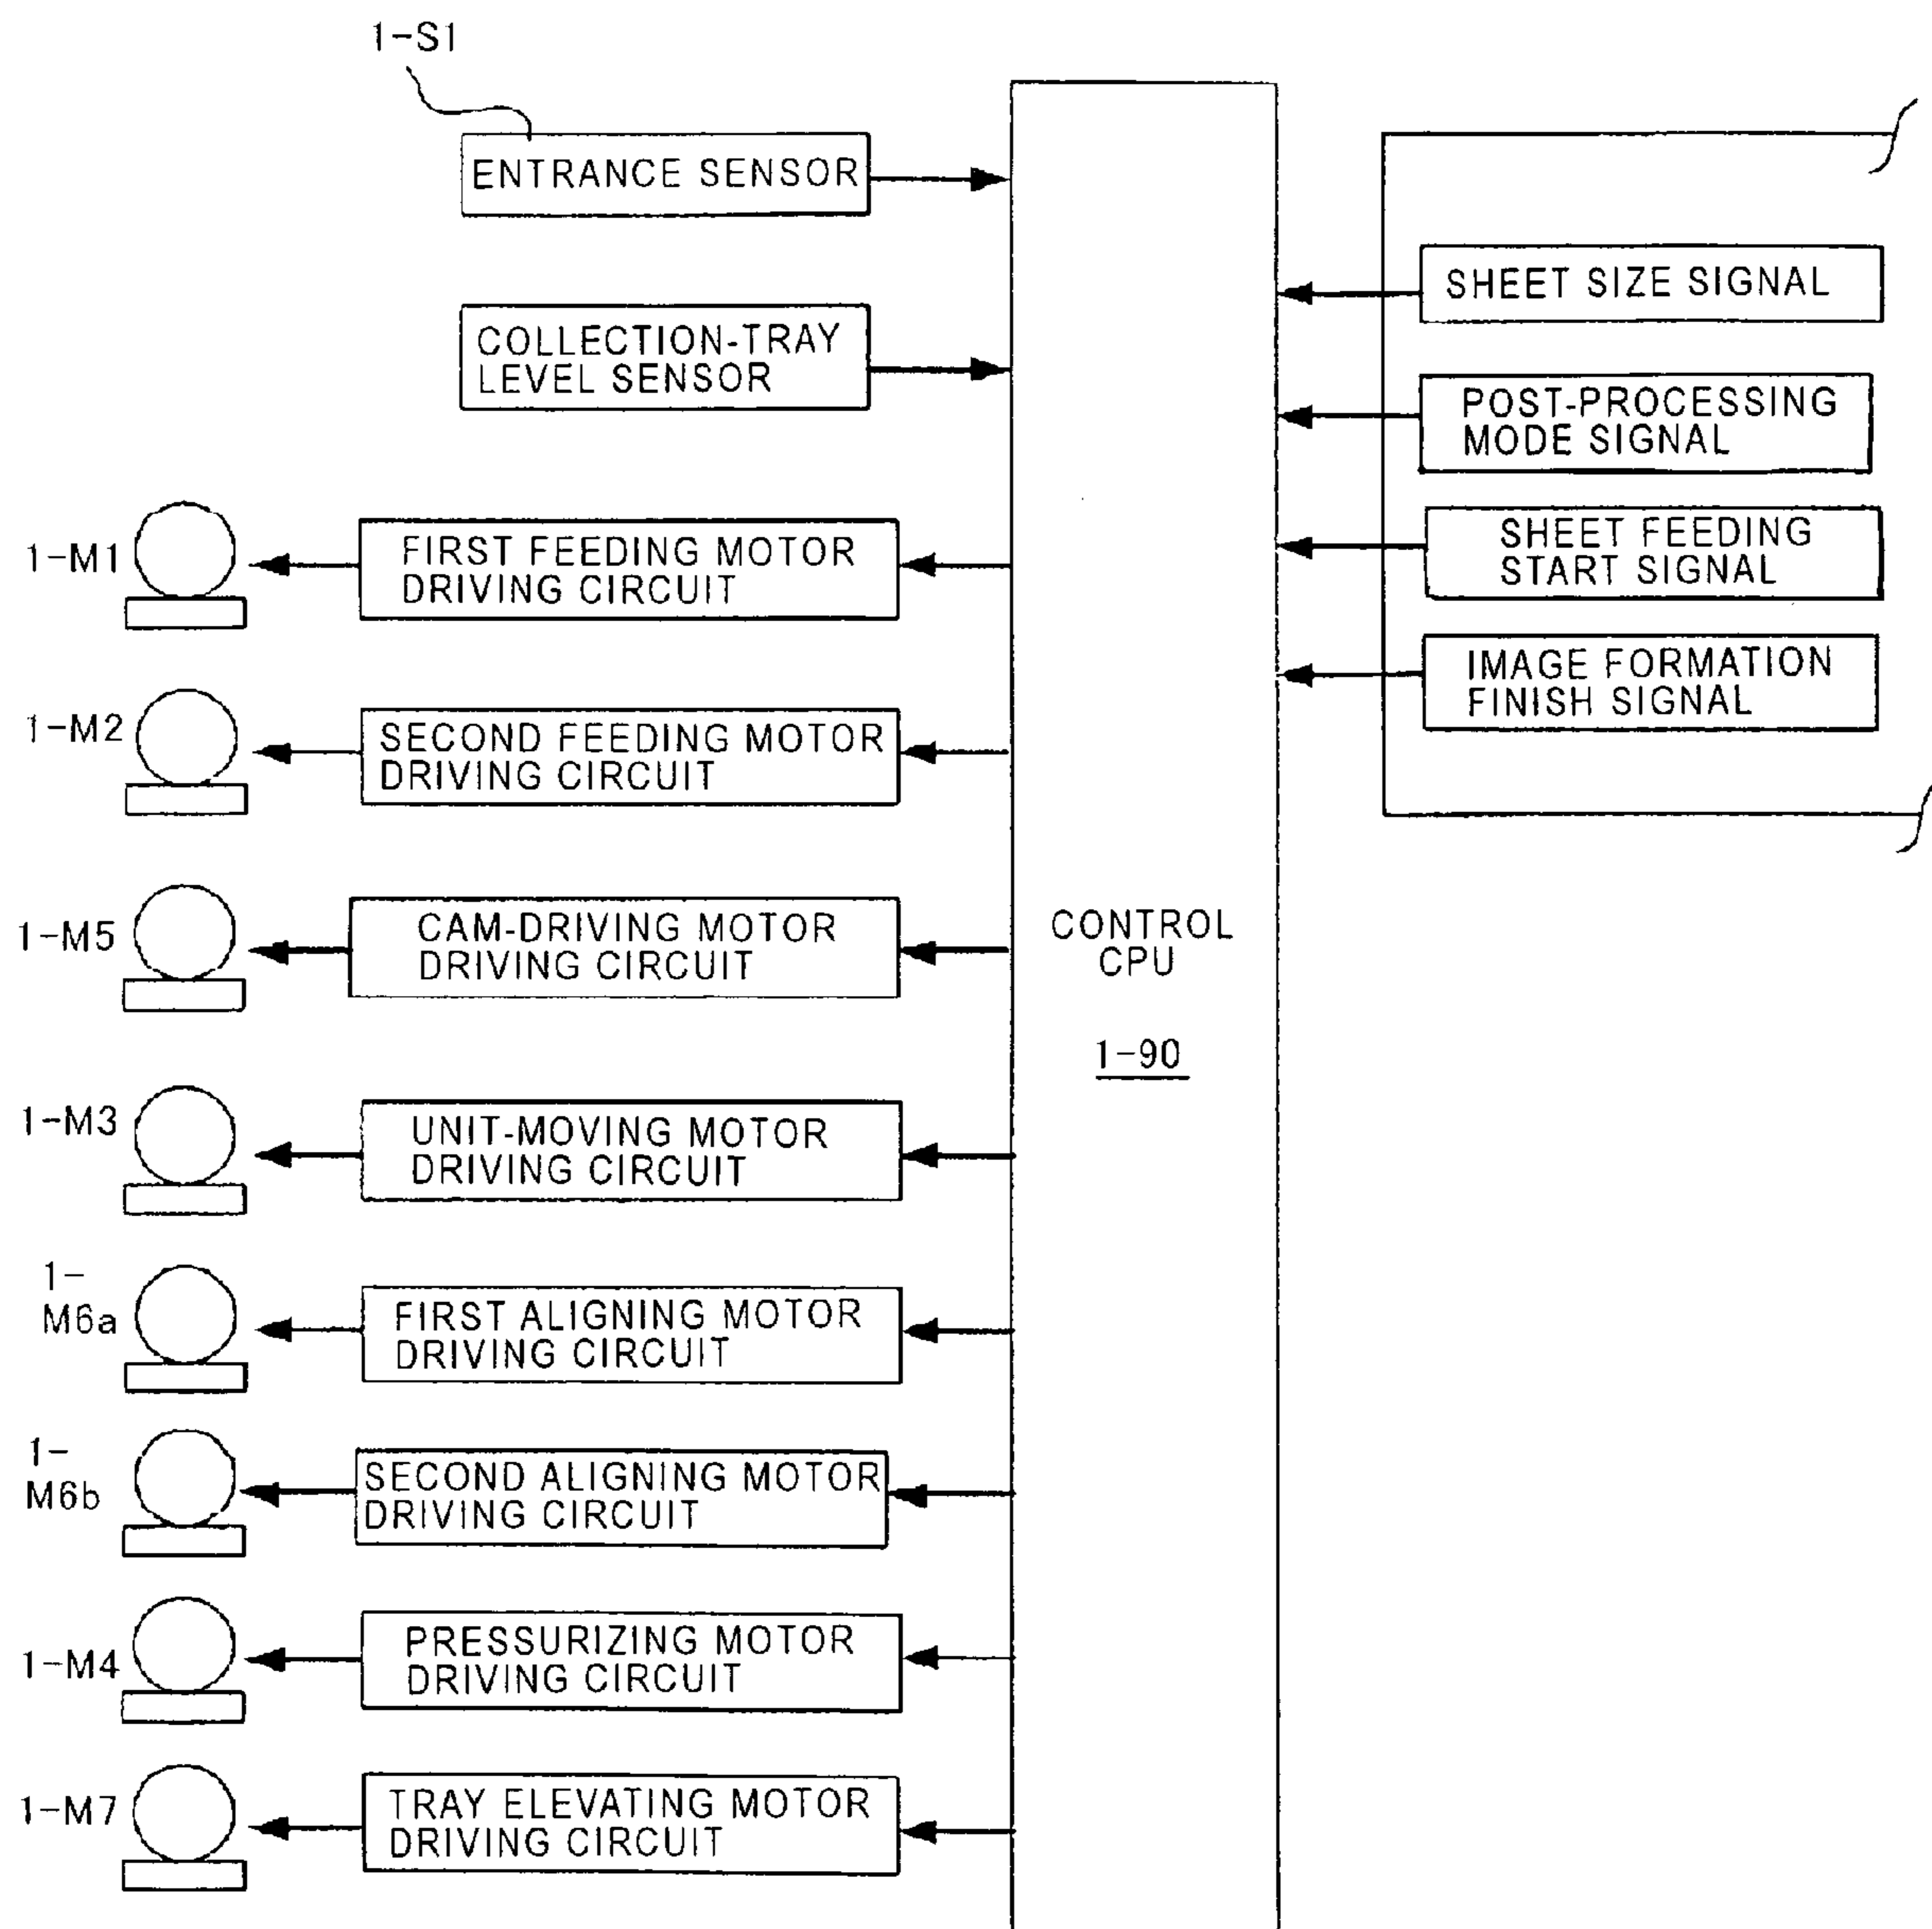 1-S1
ENTRANCE SENSOR
COLLECTION-TRAY
LEVEL SENSOR
1-M1
FIRST FEEDING MOTOR
DRIVING CIRCUIT
1-M2
SECOND FEEDING MOTOR
DRIVING CIRCUIT
1-M5
CAM-DRIVING MOTOR
DRIVING CIRCUIT
1-M3
UNIT-MOVING MOTOR
DRIVING CIRCUIT
1-
M6a
FIRST ALIGNING MOTOR
DRIVING CIRCUIT
1-
M6b
SECOND ALIGNING MOTOR
DRIVING CIRCUIT
1-M4
PRESSURIZING MOTOR
DRIVING CIRCUIT
1-M7
TRAY ELEVATING MOTOR
DRIVING CIRCUIT
CONTROL
CPU
1-90
SHEET SIZE SIGNAL
POST-PROCESSING
MODE SIGNAL
SHEET FEEDING
START SIGNAL
IMAGE FORMATION
FINISH SIGNAL